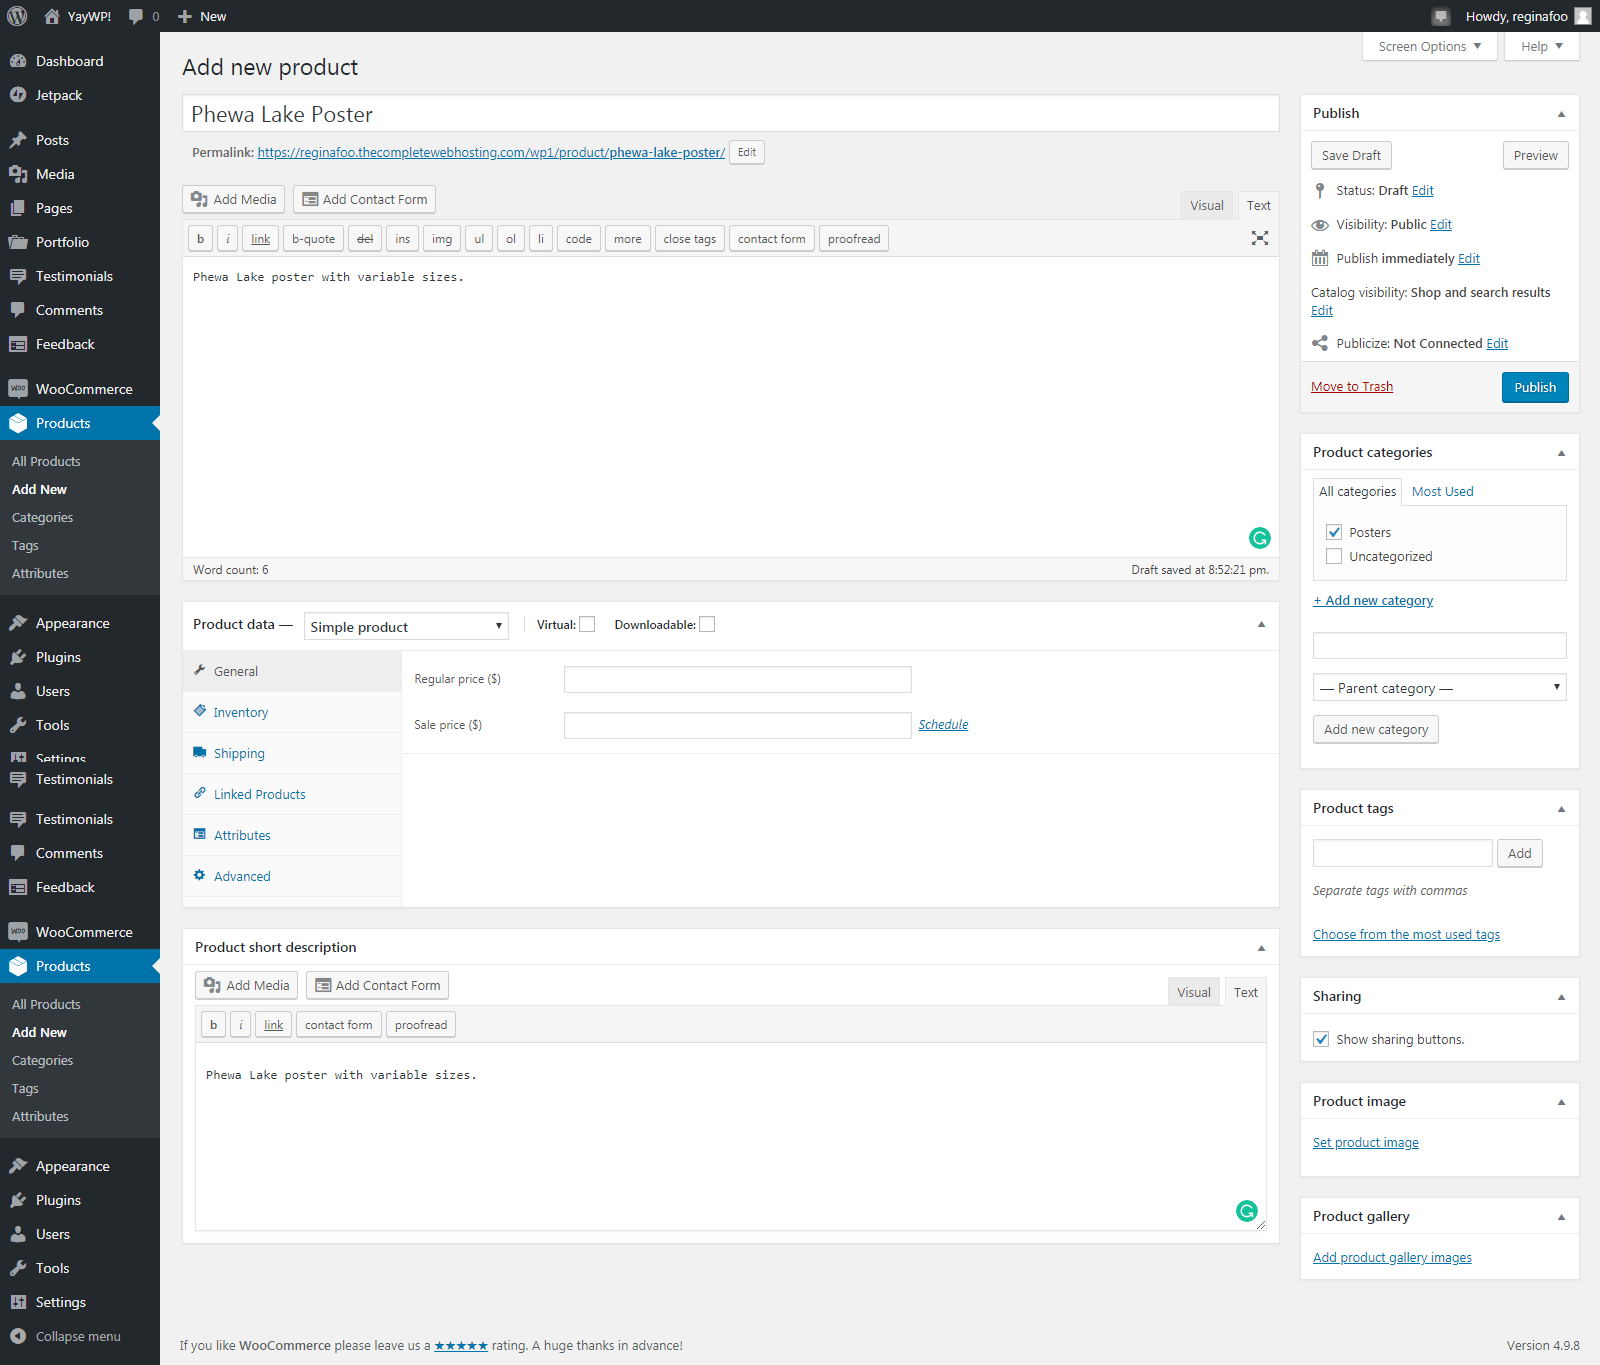 YayWP!
0
New
Howdy, reginafoo
Dashboard
Jetpack
Posts
Media
Pages
Portfolio
Testimonials
Comments
Feedback
WooCommerce
Products
All Products
Add New
Categories
Tags
Attributes
Appearance
Plugins
Users
Tools
Settings
Testimonials
Testimonials
Comments
Feedback
WooCommerce
Products
All Products
Add New
Categories
Tags
Attributes
Appearance
Plugins
Users
Tools
Settings
Collapse menu
Screen Options
Help
Add new product
Phewa Lake Poster
Permalink: https://reginafoo.thecompletewebhosting.com/wp1/product/phewa-lake-poster/ Edit
Add Media
Add Contact Form
Visual
Text
b
i
link
b-quote
del
ins
img
ul
ol
li
code
more
close tags
contact form
proofread
Phewa Lake poster with variable sizes.
Word count: 6
Draft saved at 8:52:21 pm.
Product data —
Simple product
Virtual:
Downloadable:
General
Inventory
Shipping
Linked Products
Attributes
Advanced
Regular price ($)
Sale price ($)
Schedule
Product short description
Add Media
Add Contact Form
Visual
Text
b
i
link
contact form
proofread
Phewa Lake poster with variable sizes.
Publish
Save Draft
Preview
Status: Draft Edit
Visibility: Public Edit
Publish immediately Edit
Catalog visibility: Shop and search results
Edit
Publicize: Not Connected Edit
Move to Trash
Publish
Product categories
All categories
Most Used
Posters
Uncategorized
+ Add new category
— Parent category —
Add new category
Product tags
Add
Separate tags with commas
Choose from the most used tags
Sharing
Show sharing buttons.
Product image
Set product image
Product gallery
Add product gallery images
If you like WooCommerce please leave us a ★★★★★ rating. A huge thanks in advance!
Version 4.9.8